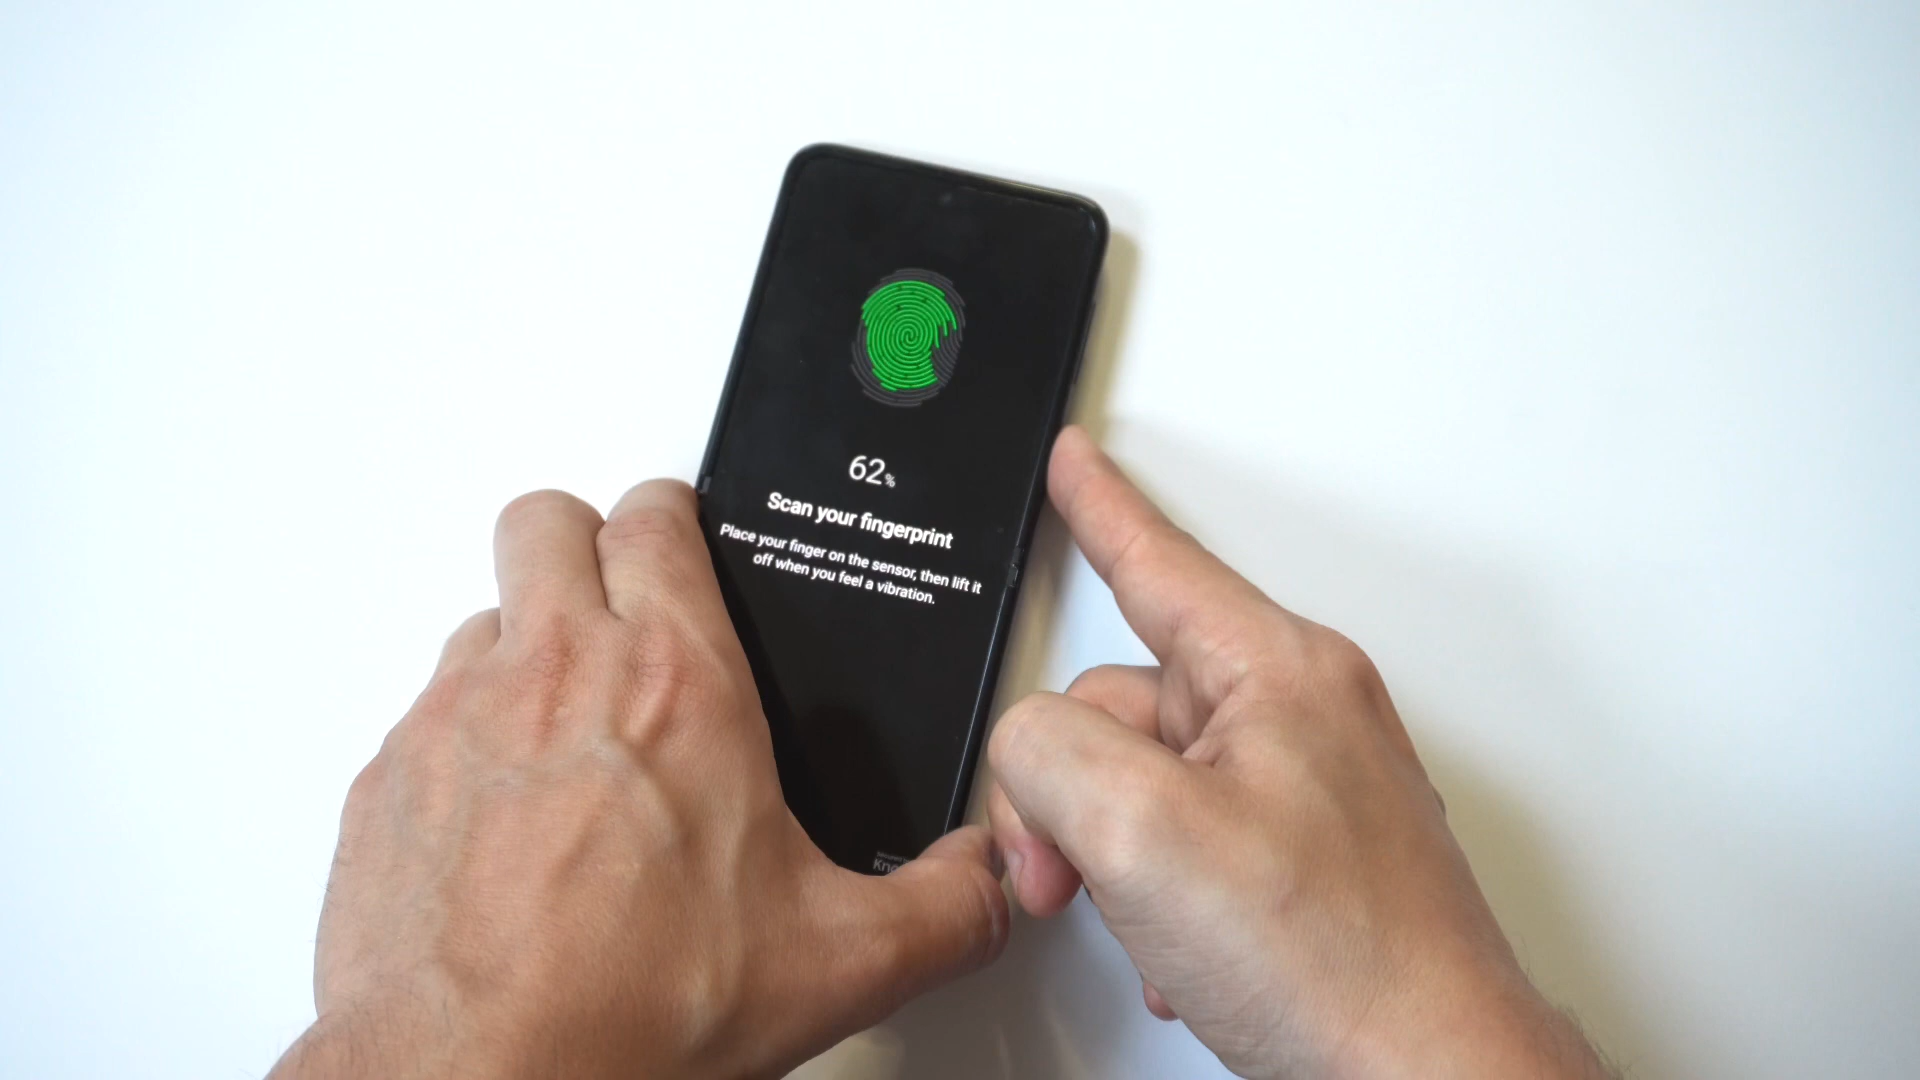 62%
Scan your fingerprint
Place your finger on the sensor, then lift it
off when you feel a vibration.